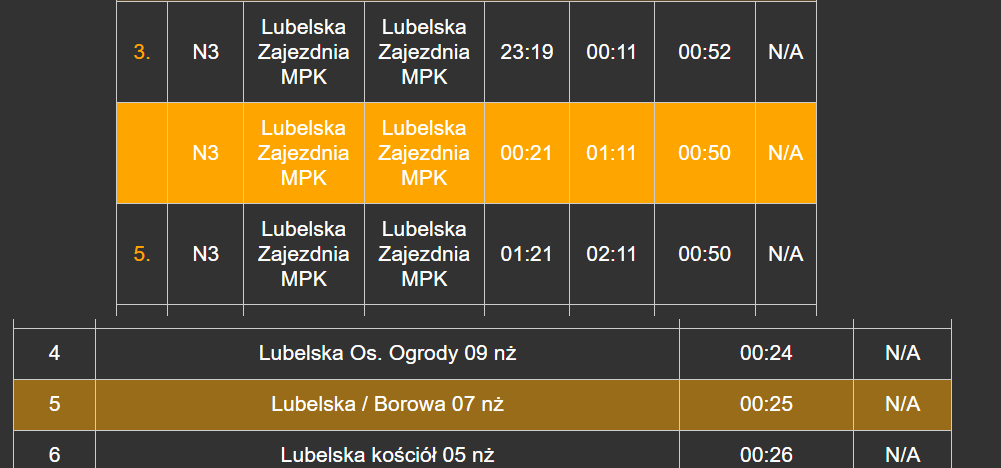 3. N3 Lubelska Zajezdnia MPK Lubelska Zajezdnia MPK 23:19 00:11 00:52 N/A
N3 Lubelska Zajezdnia MPK Lubelska Zajezdnia MPK 00:21 01:11 00:50 N/A
5. N3 Lubelska Zajezdnia MPK Lubelska Zajezdnia MPK 01:21 02:11 00:50 N/A
4 Lubelska Os. Ogrody 09 nż 00:24 N/A
5 Lubelska / Borowa 07 nż 00:25 N/A
6 Lubelska kościół 05 nż 00:26 N/A